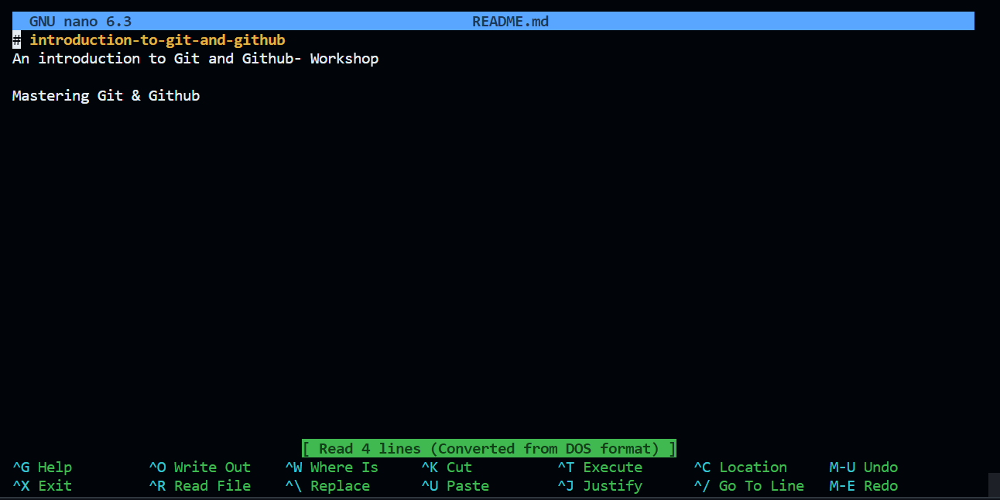 GNU nano 6.3 README.md
# introduction-to-git-and-github
An introduction to Git and Github- Workshop
Mastering Git & Github
[ Read 4 lines (Converted from DOS format) ]
^G Help ^O Write Out ^W Where Is ^K Cut ^T Execute ^C Location M-U Undo
^X Exit ^R Read File ^\ Replace ^U Paste ^J Justify ^/ Go To Line M-E Redo